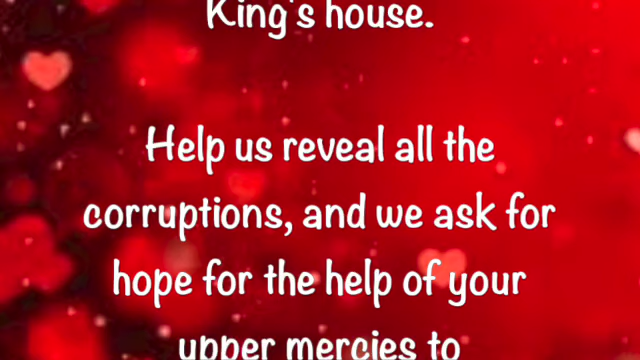 King's house.
Help us reveal all the
corruptions, and we ask for
hope for the help of your
upper mercies to